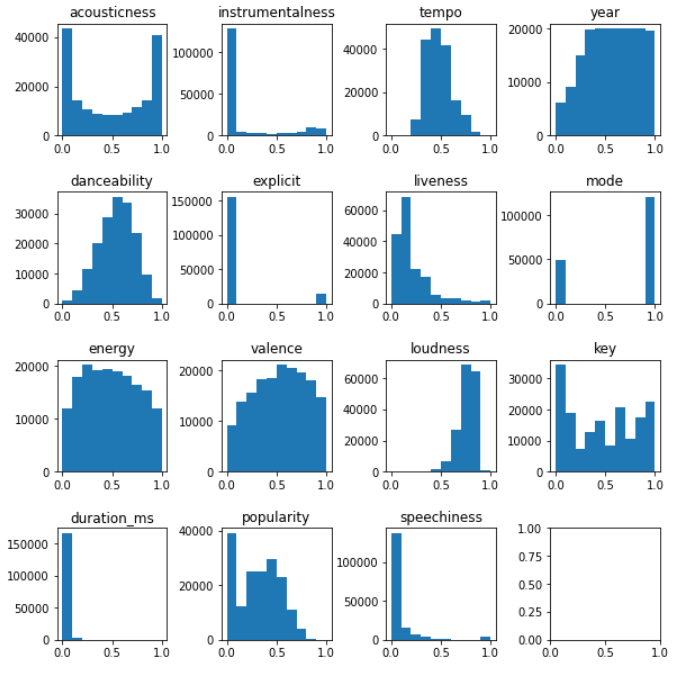 acousticness instrumentalness tempo year
40000 20000 0 0.0 0.5 1.0
100000 50000 0 0.0 0.5 1.0
40000 20000 0 0.0 0.5 1.0
20000 10000 0 0.0 0.5 1.0
danceability explicit liveness mode
30000 20000 10000 0 0.0 0.5 1.0
150000 100000 50000 0 0.0 0.5 1.0
60000 40000 20000 0 0.0 0.5 1.0
100000 50000 0 0.0 0.5 1.0
energy valence loudness key
20000 10000 0 0.0 0.5 1.0
20000 15000 10000 5000 0 0.0 0.5 1.0
60000 40000 20000 0 0.0 0.5 1.0
30000 20000 10000 0 0.0 0.5 1.0
duration_ms popularity speechiness
150000 100000 50000 0 0.0 0.5 1.0
40000 20000 0 0.0 0.5 1.0
100000 50000 0 0.0 0.5 1.0
1.00 0.75 0.50 0.25 0.00 0.0 0.5 1.0